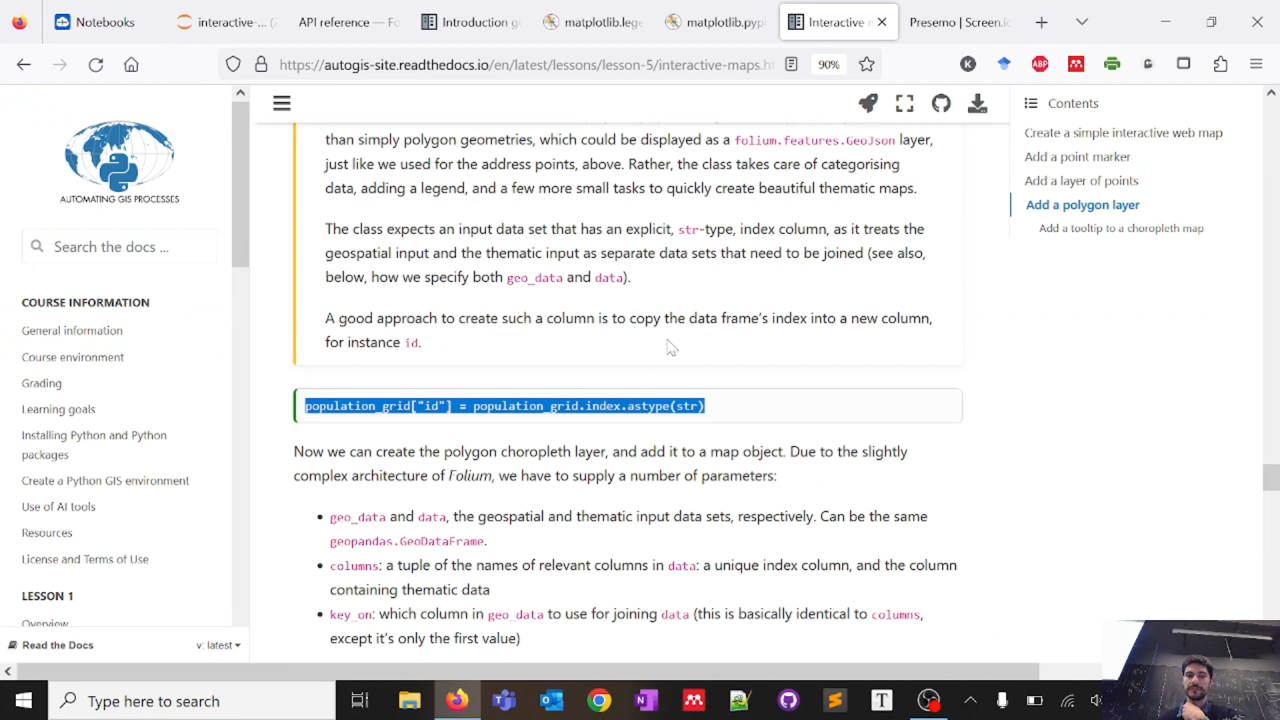 Notebooks
interactive-...
API reference — Fo
Introduction g
matplotlib.lege
matplotlib.pypl
Interactive m
Presemo | Screen.io
https://autogis-site.readthedocs.io/en/latest/lessons/lesson-5/interactive-maps.ht
90%
K
ABP
AUTOMATING GIS PROCESSES
Search the docs ...
COURSE INFORMATION
General information
Course environment
Grading
Learning goals
Installing Python and Python
packages
Create a Python GIS environment
Use of AI tools
Resources
License and Terms of Use
LESSON 1
Overview
Read the Docs
v: latest
than simply polygon geometries, which could be displayed as a folium.features.GeoJson layer,
just like we used for the address points, above. Rather, the class takes care of categorising
data, adding a legend, and a few more small tasks to quickly create beautiful thematic maps.
The class expects an input data set that has an explicit, str-type, index column, as it treats the
geospatial input and the thematic input as separate data sets that need to be joined (see also,
below, how we specify both geo_data and data).
A good approach to create such a column is to copy the data frame's index into a new column,
for instance id.
population_grid["id"] = population_grid.index.astype(str)
Now we can create the polygon choropleth layer, and add it to a map object. Due to the slightly
complex architecture of Folium, we have to supply a number of parameters:
• geo_data and data, the geospatial and thematic input data sets, respectively. Can be the same
geopandas.GeoDataFrame.
• columns: a tuple of the names of relevant columns in data: a unique index column, and the column
containing thematic data
• key_on: which column in geo_data to use for joining data (this is basically identical to columns,
except it's only the first value)
Contents
Create a simple interactive web map
Add a point marker
Add a layer of points
Add a polygon layer
Add a tooltip to a choropleth map
Type here to search